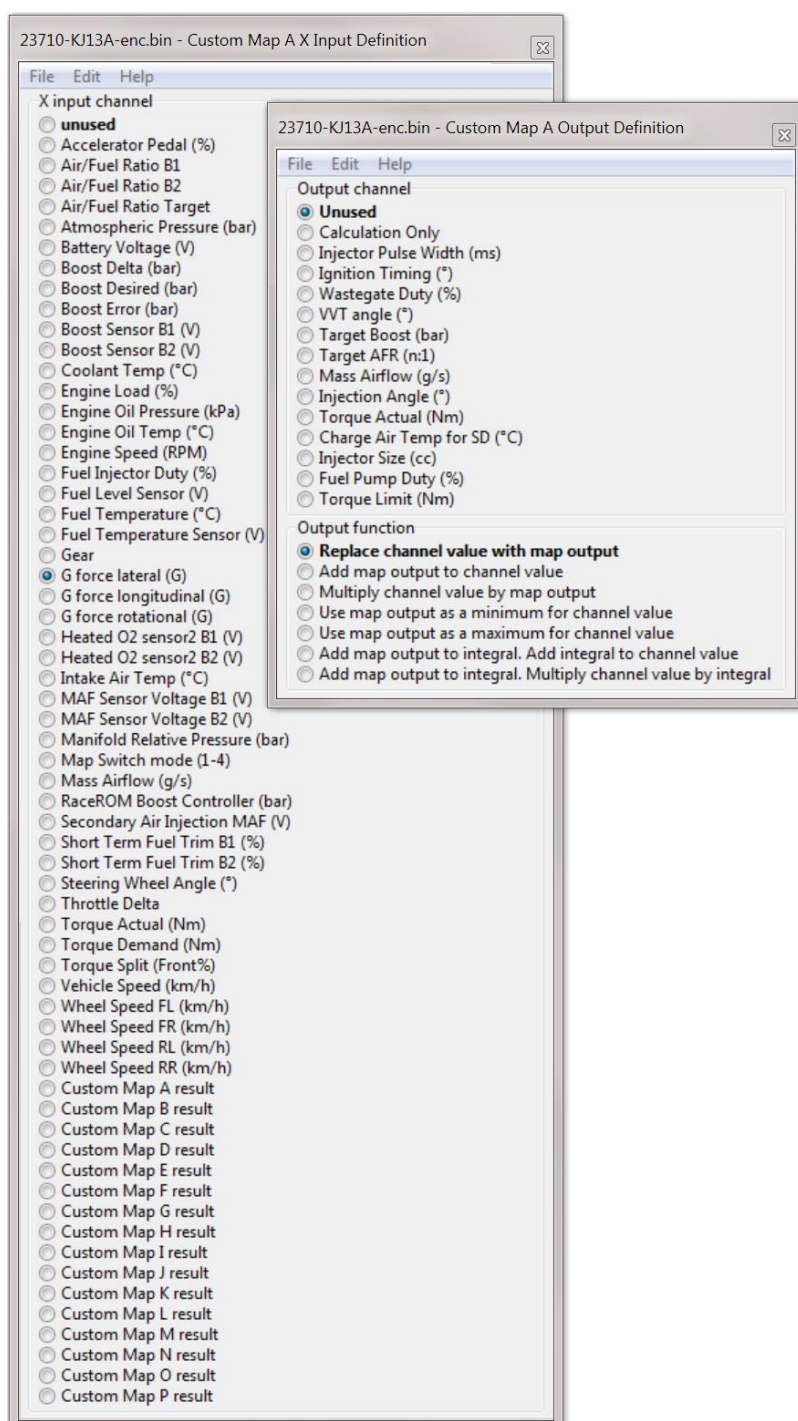 23710-KJ13A-enc.bin - Custom Map A X Input Definition
File Edit Help
X input channel
unused
Accelerator Pedal (%)
Air/Fuel Ratio B1
Air/Fuel Ratio B2
Air/Fuel Ratio Target
Atmospheric Pressure (bar)
Battery Voltage (V)
Boost Delta (bar)
Boost Desired (bar)
Boost Error (bar)
Boost Sensor B1 (V)
Boost Sensor B2 (V)
Coolant Temp (°C)
Engine Load (%)
Engine Oil Pressure (kPa)
Engine Oil Temp (°C)
Engine Speed (RPM)
Fuel Injector Duty (%)
Fuel Level Sensor (V)
Fuel Temperature (°C)
Fuel Temperature Sensor (V)
Gear
G force lateral (G)
G force longitudinal (G)
G force rotational (G)
Heated O2 sensor2 B1 (V)
Heated O2 sensor2 B2 (V)
Intake Air Temp (°C)
MAF Sensor Voltage B1 (V)
MAF Sensor Voltage B2 (V)
Manifold Relative Pressure (bar)
Map Switch mode (1-4)
Mass Airflow (g/s)
RaceROM Boost Controller (bar)
Secondary Air Injection MAF (V)
Short Term Fuel Trim B1 (%)
Short Term Fuel Trim B2 (%)
Steering Wheel Angle (°)
Throttle Delta
Torque Actual (Nm)
Torque Demand (Nm)
Torque Split (Front%)
Vehicle Speed (km/h)
Wheel Speed FL (km/h)
Wheel Speed FR (km/h)
Wheel Speed RL (km/h)
Wheel Speed RR (km/h)
Custom Map A result
Custom Map B result
Custom Map C result
Custom Map D result
Custom Map E result
Custom Map F result
Custom Map G result
Custom Map H result
Custom Map I result
Custom Map J result
Custom Map K result
Custom Map L result
Custom Map M result
Custom Map N result
Custom Map O result
Custom Map P result
23710-KJ13A-enc.bin - Custom Map A Output Definition
File Edit Help
Output channel
Unused
Calculation Only
Injector Pulse Width (ms)
Ignition Timing (°)
Wastegate Duty (%)
VVT angle (°)
Target Boost (bar)
Target AFR (n:1)
Mass Airflow (g/s)
Injection Angle (°)
Torque Actual (Nm)
Charge Air Temp for SD (°C)
Injector Size (cc)
Fuel Pump Duty (%)
Torque Limit (Nm)
Output function
Replace channel value with map output
Add map output to channel value
Multiply channel value by map output
Use map output as a minimum for channel value
Use map output as a maximum for channel value
Add map output to integral. Add integral to channel value
Add map output to integral. Multiply channel value by integral